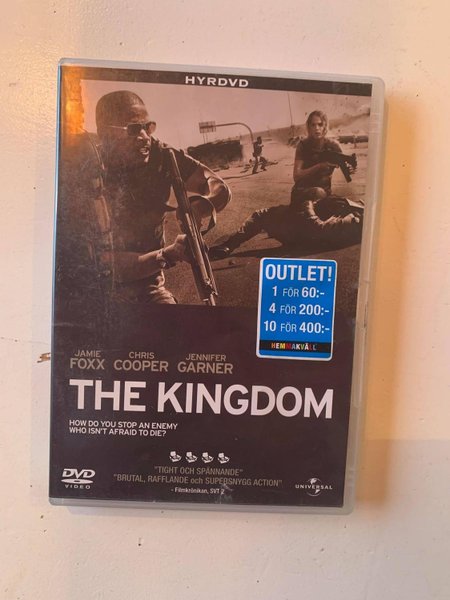 HYRDVD
OUTLET!
1 FÖR 60:-
4 FÖR 200:-
10 FÖR 400:-
HEMMAKVÄLL
JAMIE FOXX CHRIS COOPER JENNIFER GARNER
THE KINGDOM
HOW DO YOU STOP AN ENEMY
WHO ISN'T AFRAID TO DIE?
"TIGHT OCH SPÄNNANDE"
"BRUTAL, RAFFLANDE och SUPERSNYGG ACTION"
- Filmkrönikan, SVT 2
DVD
VIDEO
UNIVERSAL